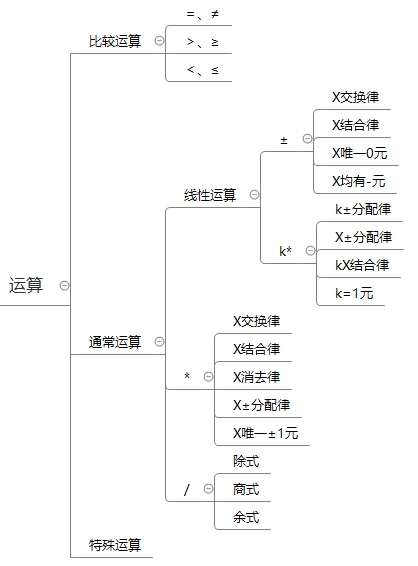 运算
比较运算
=、≠
>、≥
<、≤
通常运算
线性运算
±
X交换律
X结合律
X唯一0元
X均有-元
k*
k±分配律
X±分配律
kX结合律
k=1元
*
X交换律
X结合律
X消去律
X±分配律
X唯一±1元
/
除式
商式
余式
特殊运算